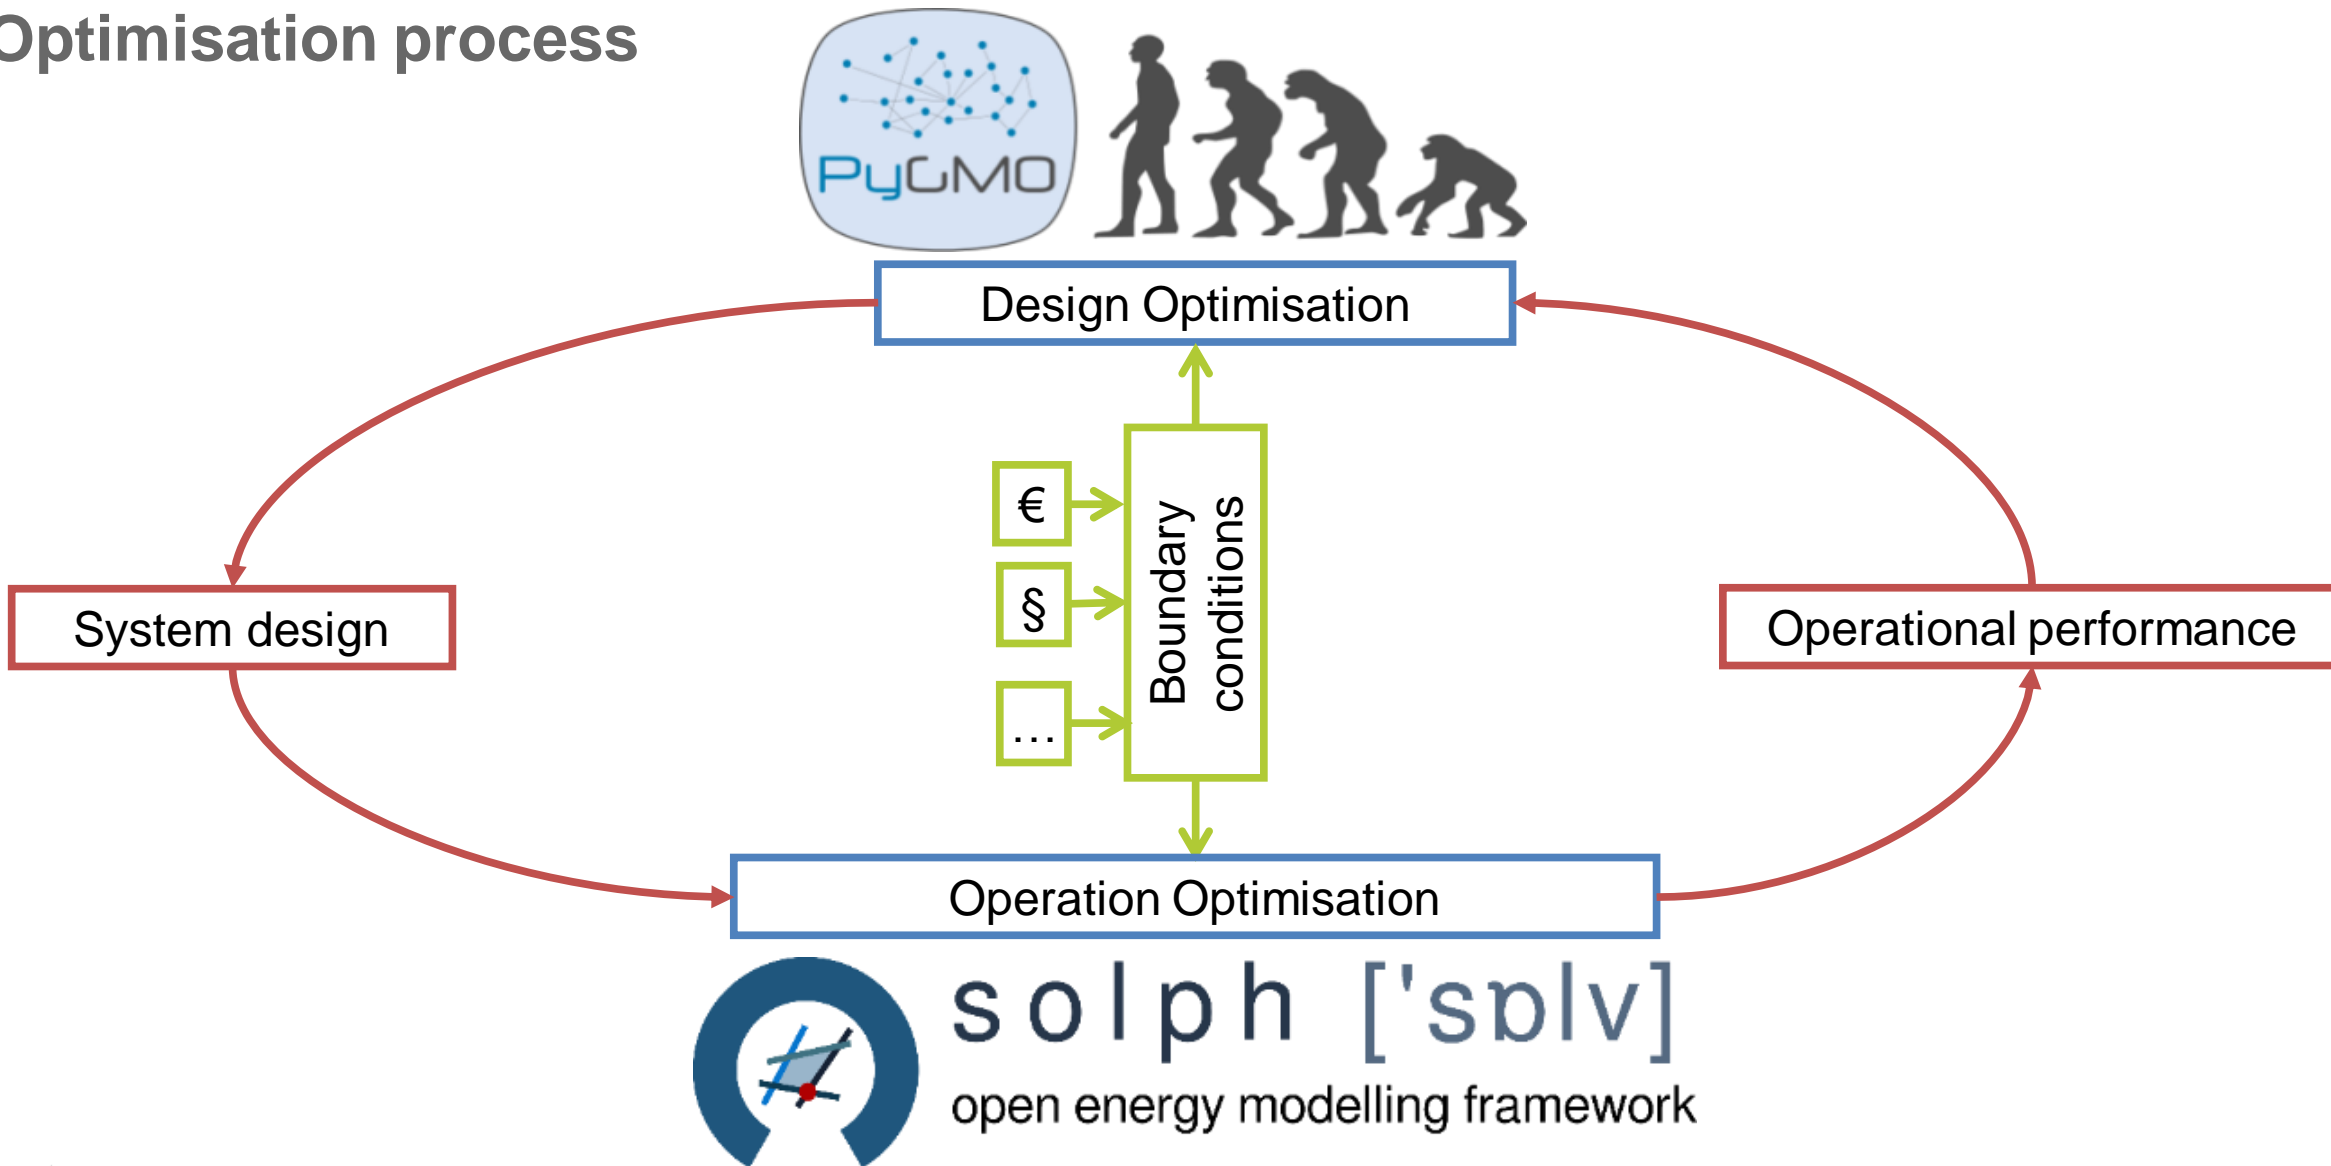 Optimisation process
PyGMO
Design Optimisation
€
§
...
Boundary
conditions
System design
Operational performance
Operation Optimisation
solph ['sɒlv]
open energy modelling framework